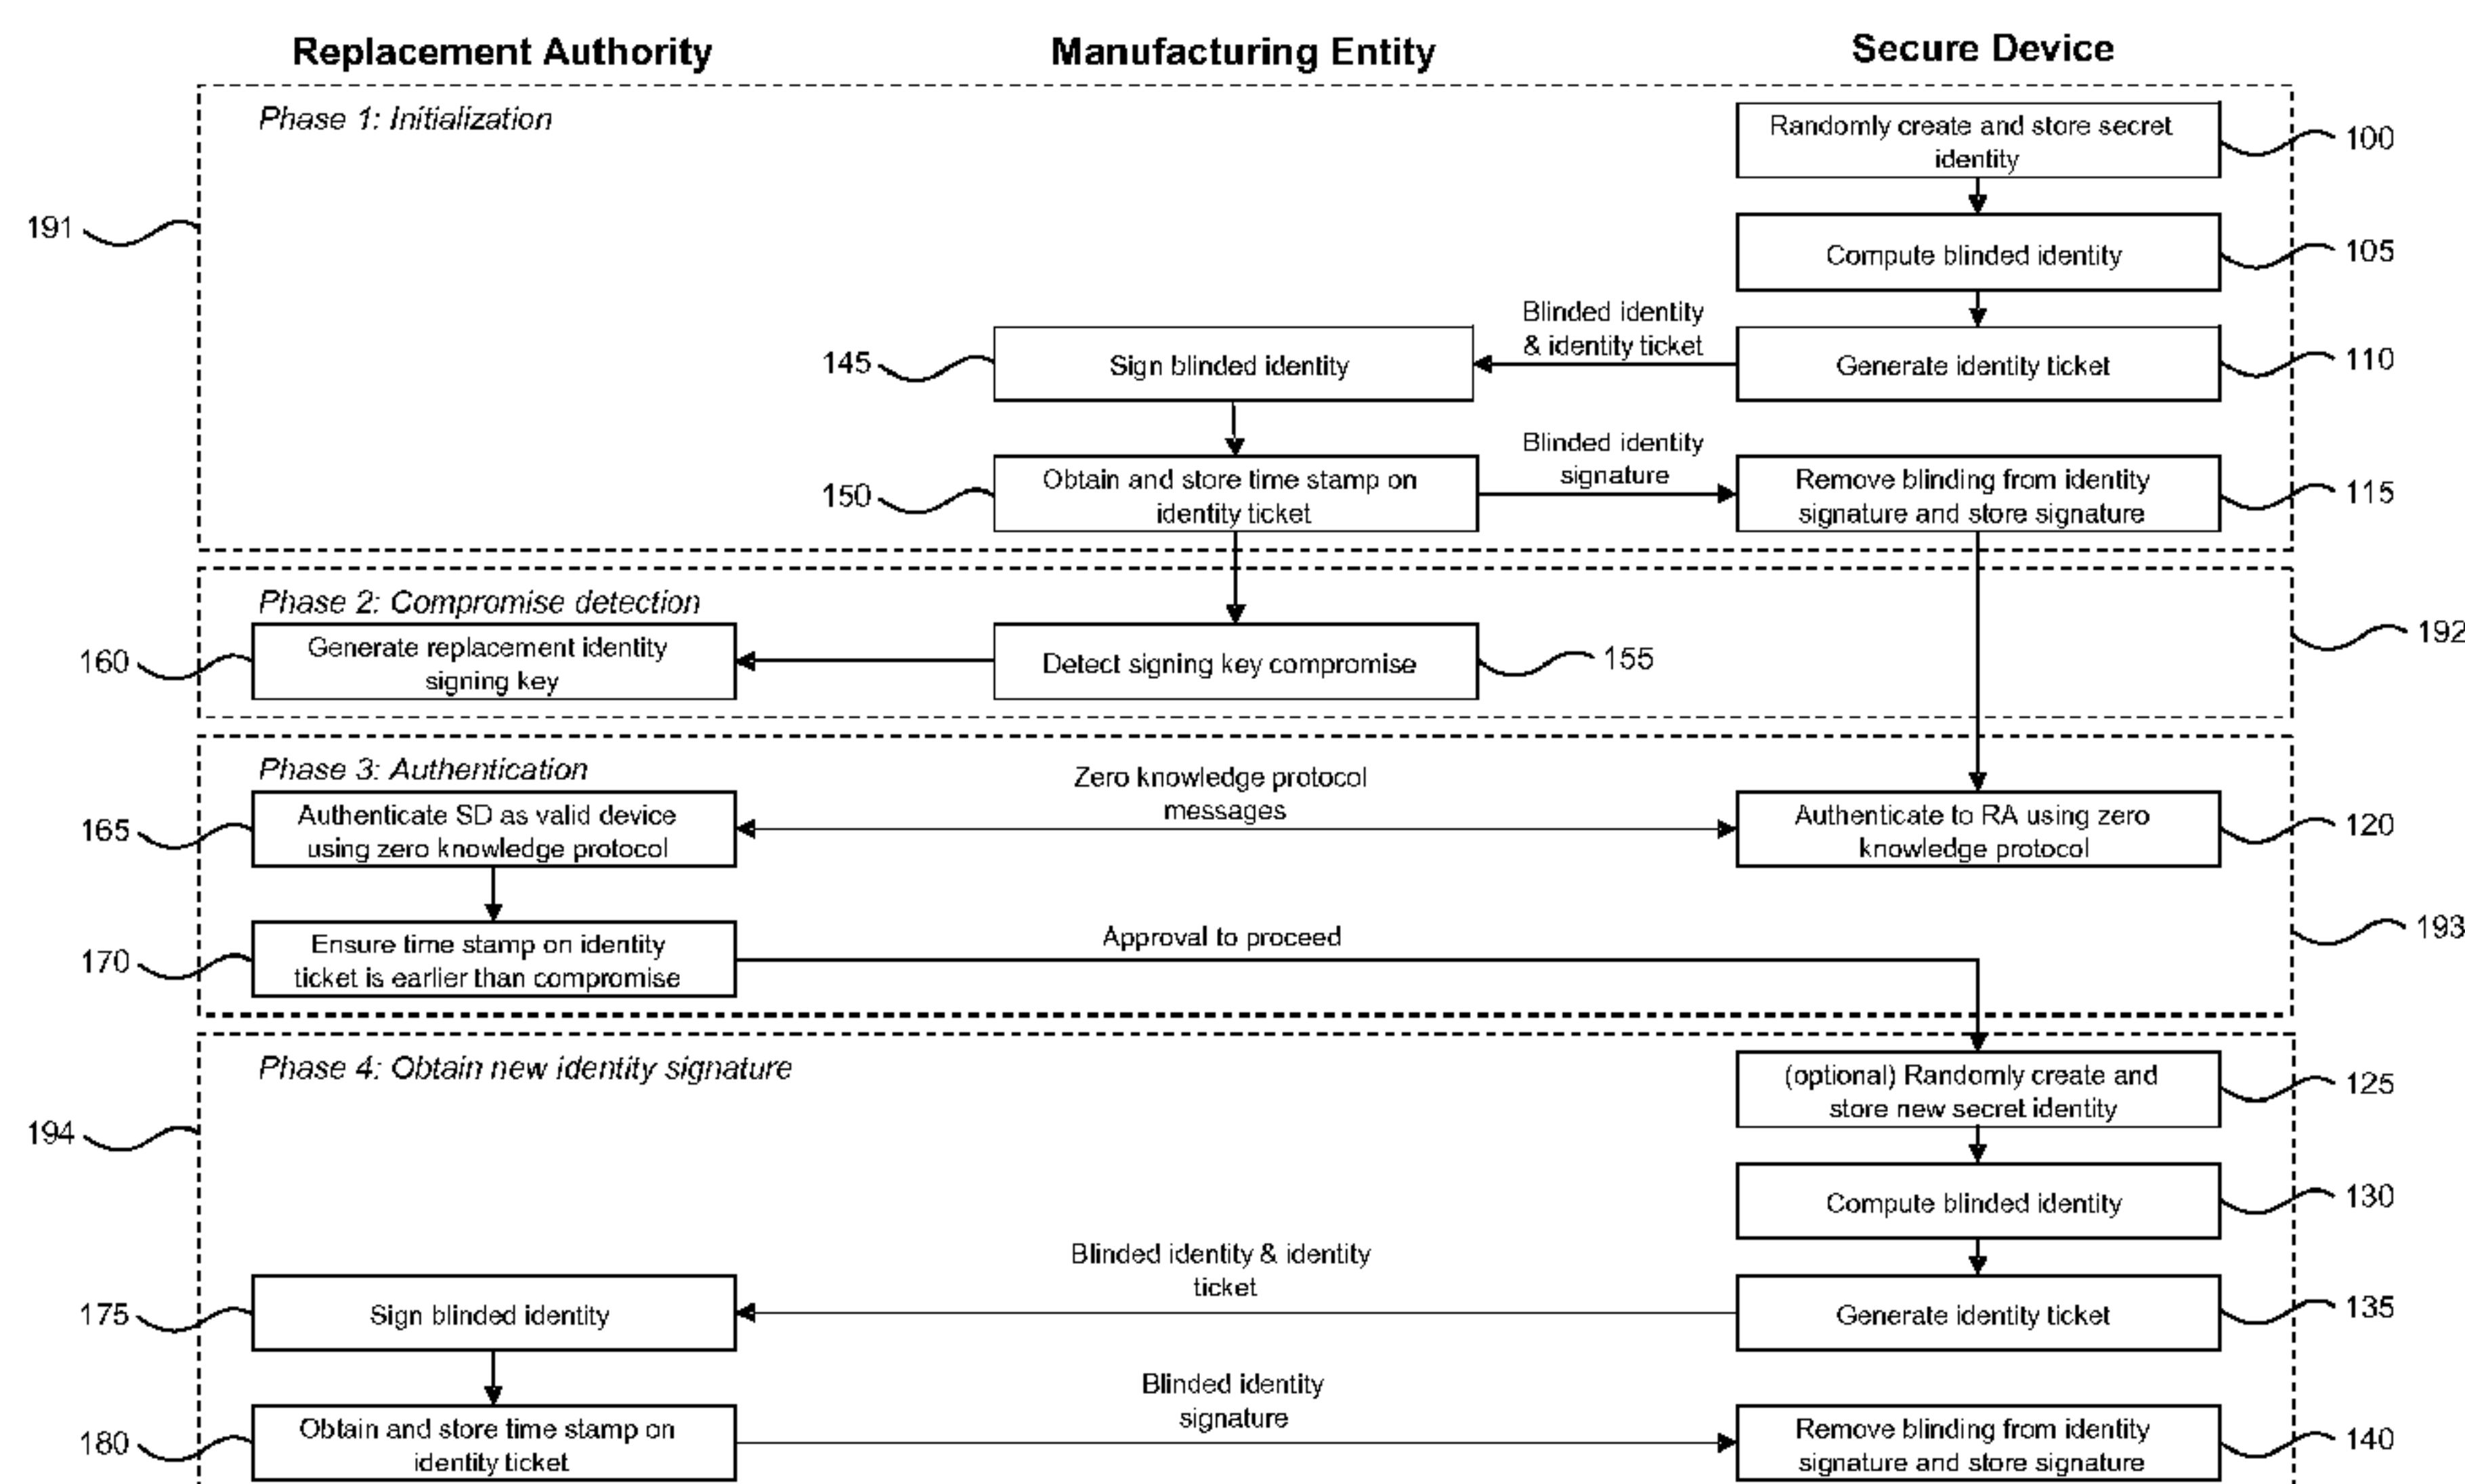 Replacement Authority
Manufacturing Entity
Secure Device
Phase 1: Initialization
Randomly create and store secret
identity
100
191
Compute blinded identity
105
Blinded identity
& identity ticket
145
Sign blinded identity
Generate identity ticket
110
Blinded identity
signature
150
Obtain and store time stamp on
identity ticket
Remove blinding from identity
signature and store signature
115
Phase 2: Compromise detection
160
Generate replacement identity
signing key
Detect signing key compromise
155
192
Phase 3: Authentication
Zero knowledge protocol
messages
165
Authenticate SD as valid device
using zero knowledge protocol
Authenticate to RA using zero
knowledge protocol
120
170
Ensure time stamp on identity
ticket is earlier than compromise
Approval to proceed
193
Phase 4: Obtain new identity signature
(optional) Randomly create and
store new secret identity
125
194
Compute blinded identity
130
Blinded identity & identity
ticket
175
Sign blinded identity
Generate identity ticket
135
Blinded identity
signature
180
Obtain and store time stamp on
identity ticket
Remove blinding from identity
signature and store signature
140